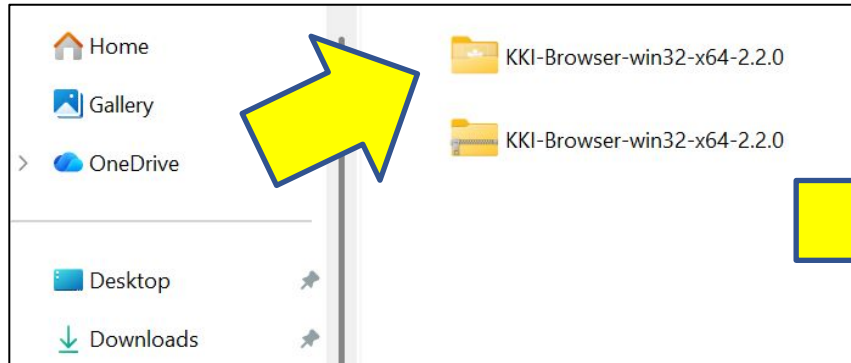 Home
Gallery
OneDrive
Desktop
Downloads
KKI-Browser-win32-x64-2.2.0
KKI-Browser-win32-x64-2.2.0